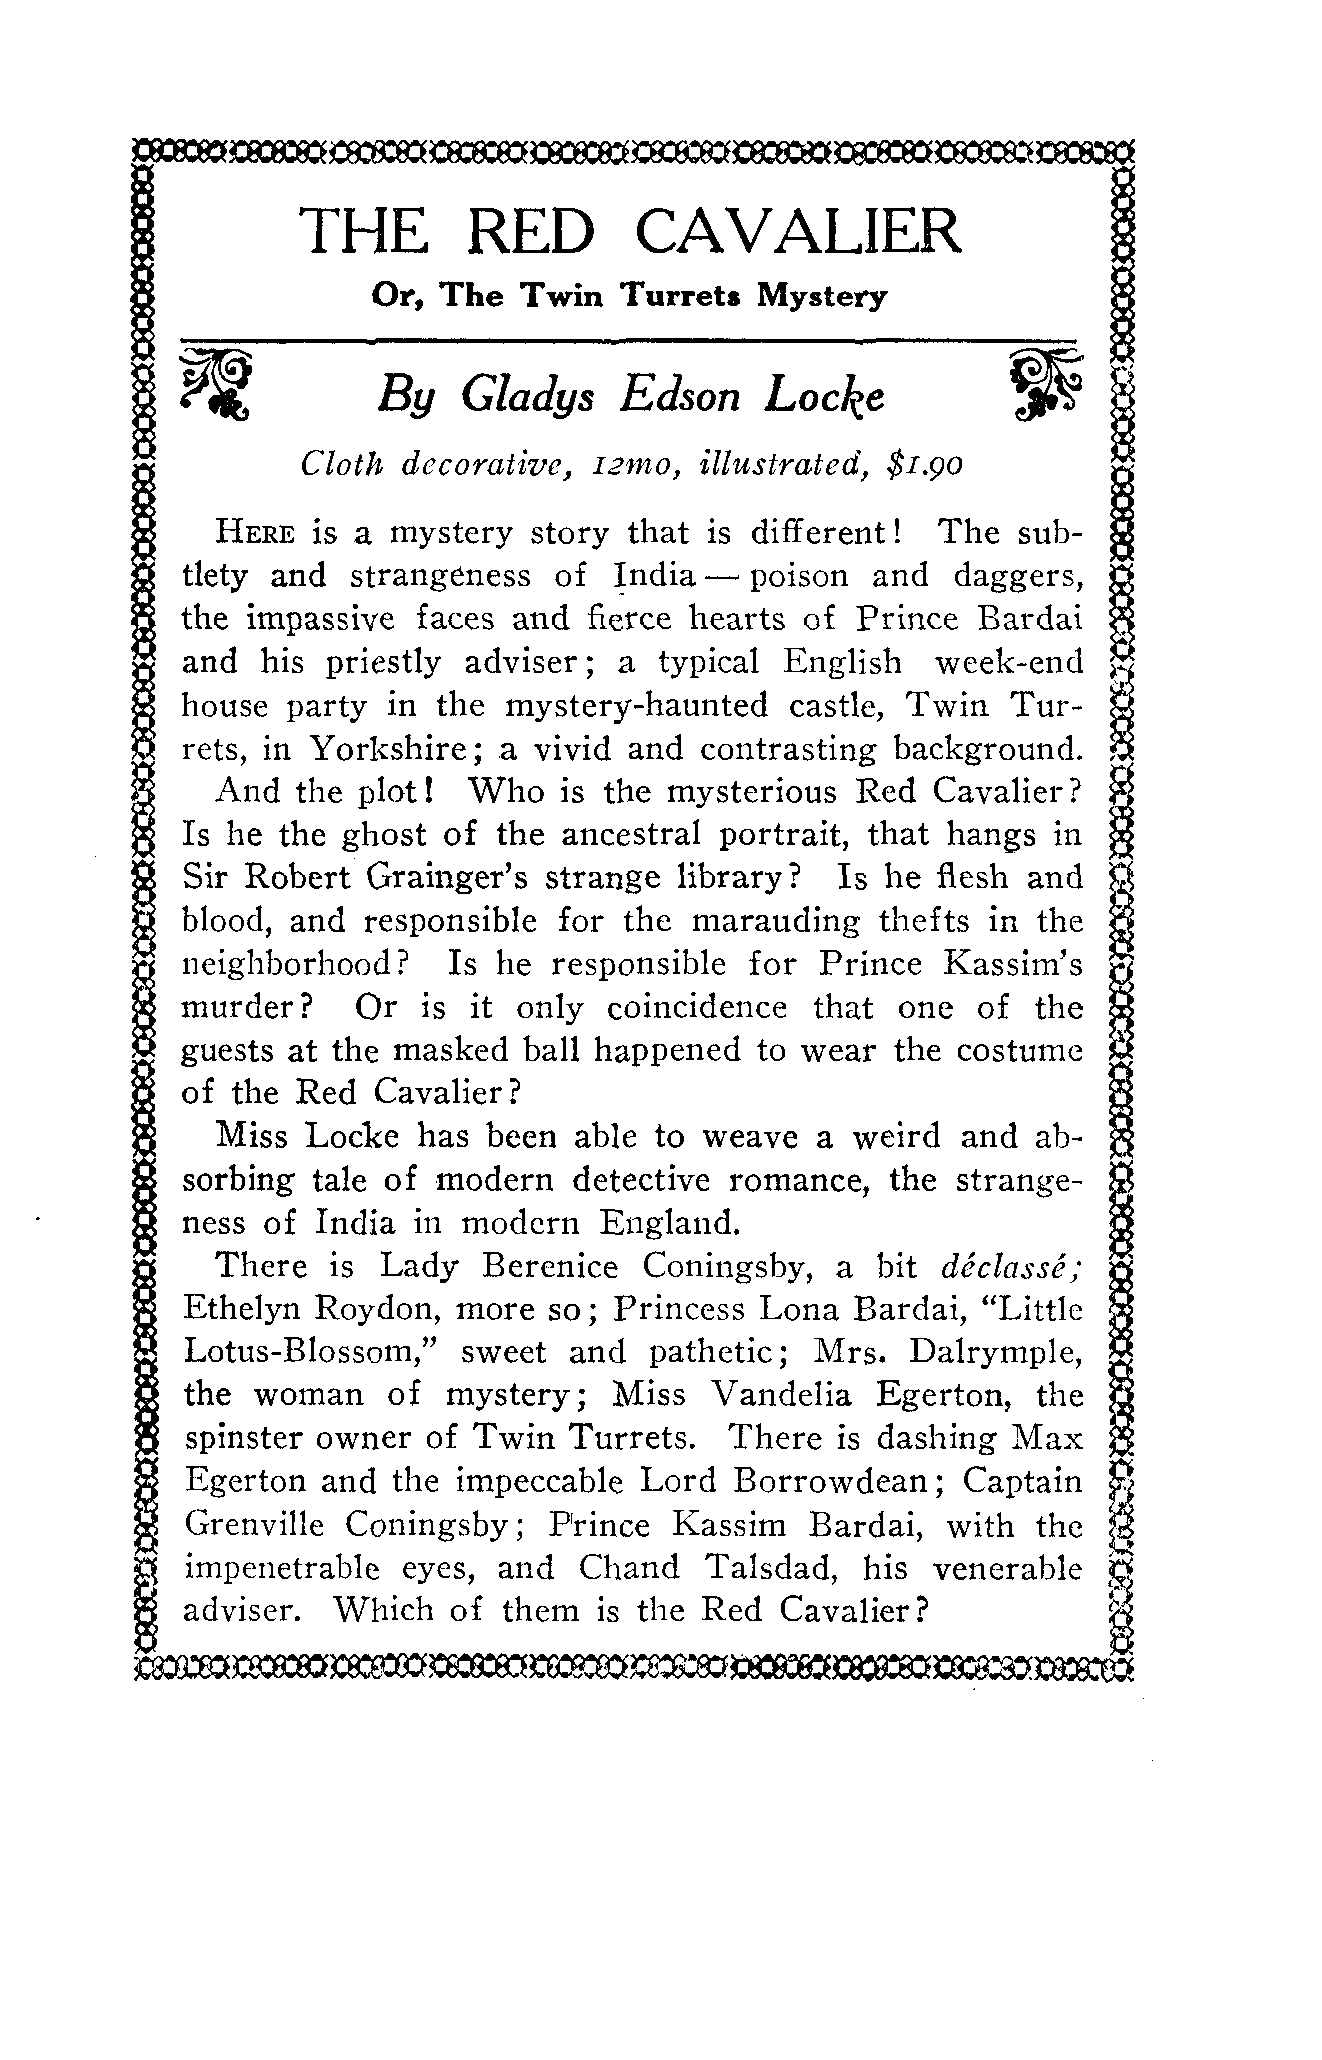 THE RED CAVALIER
Or, The Twin Turrets Mystery
By Gladys Edson Locke
Cloth decorative, 12mo, illustrated, $1.90
HERE is a mystery story that is different! The sub-
tlety and strangeness of India — poison and daggers,
the impassive faces and fierce hearts of Prince Bardai
and his priestly adviser; a typical English week-end
house party in the mystery-haunted castle, Twin Tur-
rets, in Yorkshire; a vivid and contrasting background.
And the plot! Who is the mysterious Red Cavalier?
Is he the ghost of the ancestral portrait, that hangs in
Sir Robert Grainger's strange library? Is he flesh and
blood, and responsible for the marauding thefts in the
neighborhood? Is he responsible for Prince Kassim's
murder? Or is it only coincidence that one of the
guests at the masked ball happened to wear the costume
of the Red Cavalier?
Miss Locke has been able to weave a weird and ab-
sorbing tale of modern detective romance, the strange-
ness of India in modern England.
There is Lady Berenice Coningsby, a bit déclassé;
Ethelyn Roydon, more so; Princess Lona Bardai, “Little
Lotus-Blossom,” sweet and pathetic; Mrs. Dalrymple,
the woman of mystery; Miss Vandelia Egerton, the
spinster owner of Twin Turrets. There is dashing Max
Egerton and the impeccable Lord Borrowdean; Captain
Grenville Coningsby; Prince Kassim Bardai, with the
impenetrable eyes, and Chand Talsdad, his venerable
adviser. Which of them is the Red Cavalier?